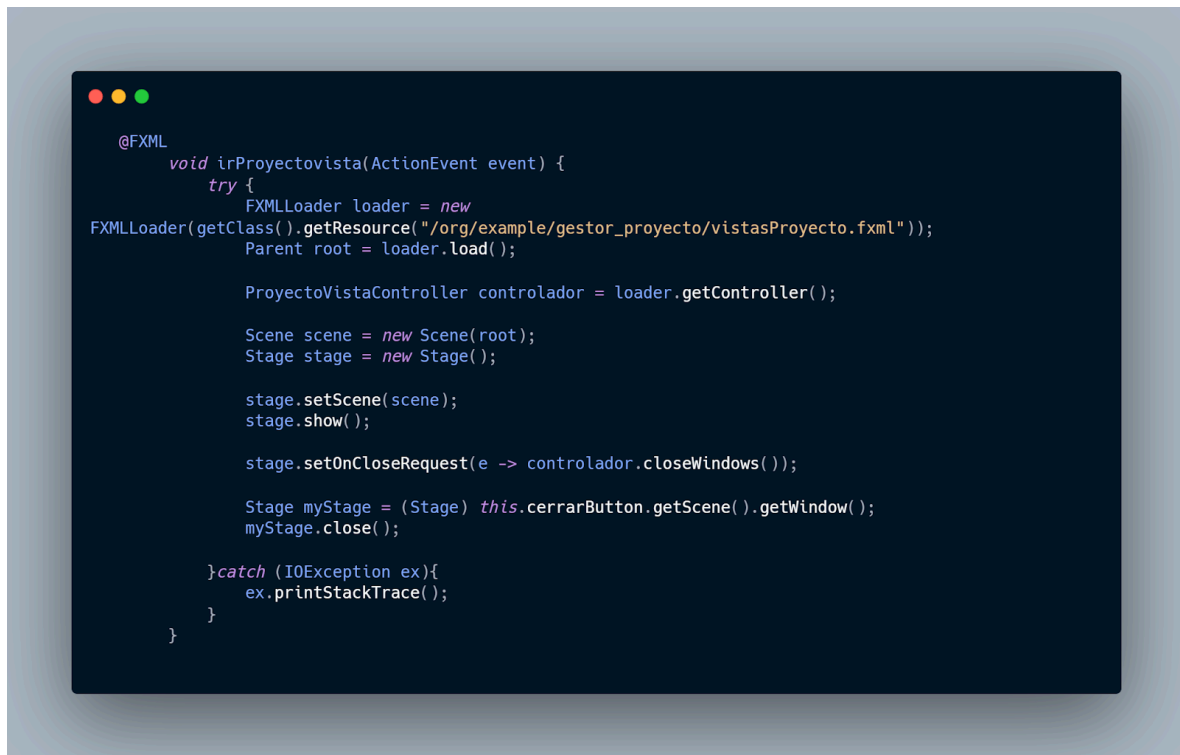 @FXML
void irProyectovista(ActionEvent event) {
try {
FXMLLoader loader = new
FXMLLoader(getClass().getResource("/org/example/gestor_proyecto/vistasProyecto.fxml"));
Parent root = loader.load();
ProyectoVistaController controlador = loader.getController();
Scene scene = new Scene(root);
Stage stage = new Stage();
stage.setScene(scene);
stage.show();
stage.setOnCloseRequest(e -> controlador.closeWindows());
Stage myStage = (Stage) this.cerrarButton.getScene().getWindow();
myStage.close();
}catch (IOException ex){
ex.printStackTrace();
}
}